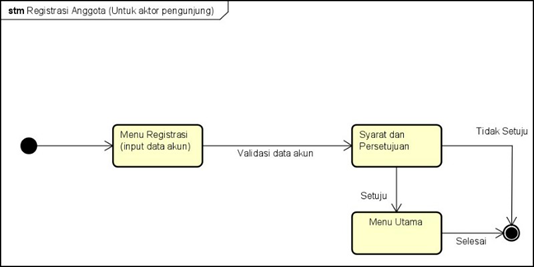 stm Registrasi Anggota (Untuk aktor pengunjung)
Menu Registrasi
(input data akun)
Validasi data akun
Syarat dan
Persetujuan
Tidak Setuju
Setuju
Menu Utama
Selesai